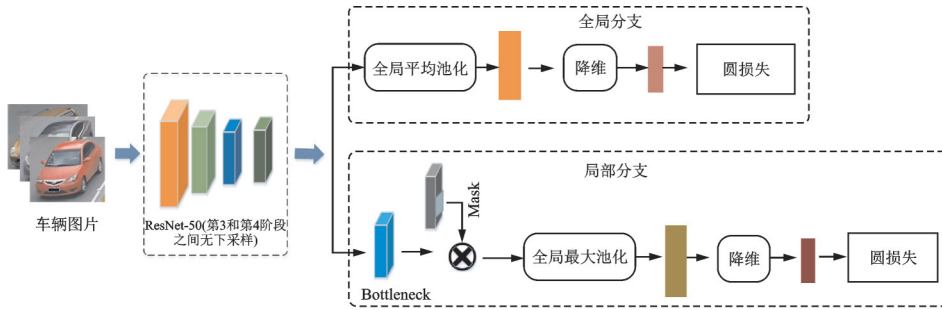 全局分支
全局平均池化
降维
圆损失
车辆图片
ResNet-50(第3和第4阶段
之间无下采样)
局部分支
Mask
Bottleneck
全局最大池化
降维
圆损失